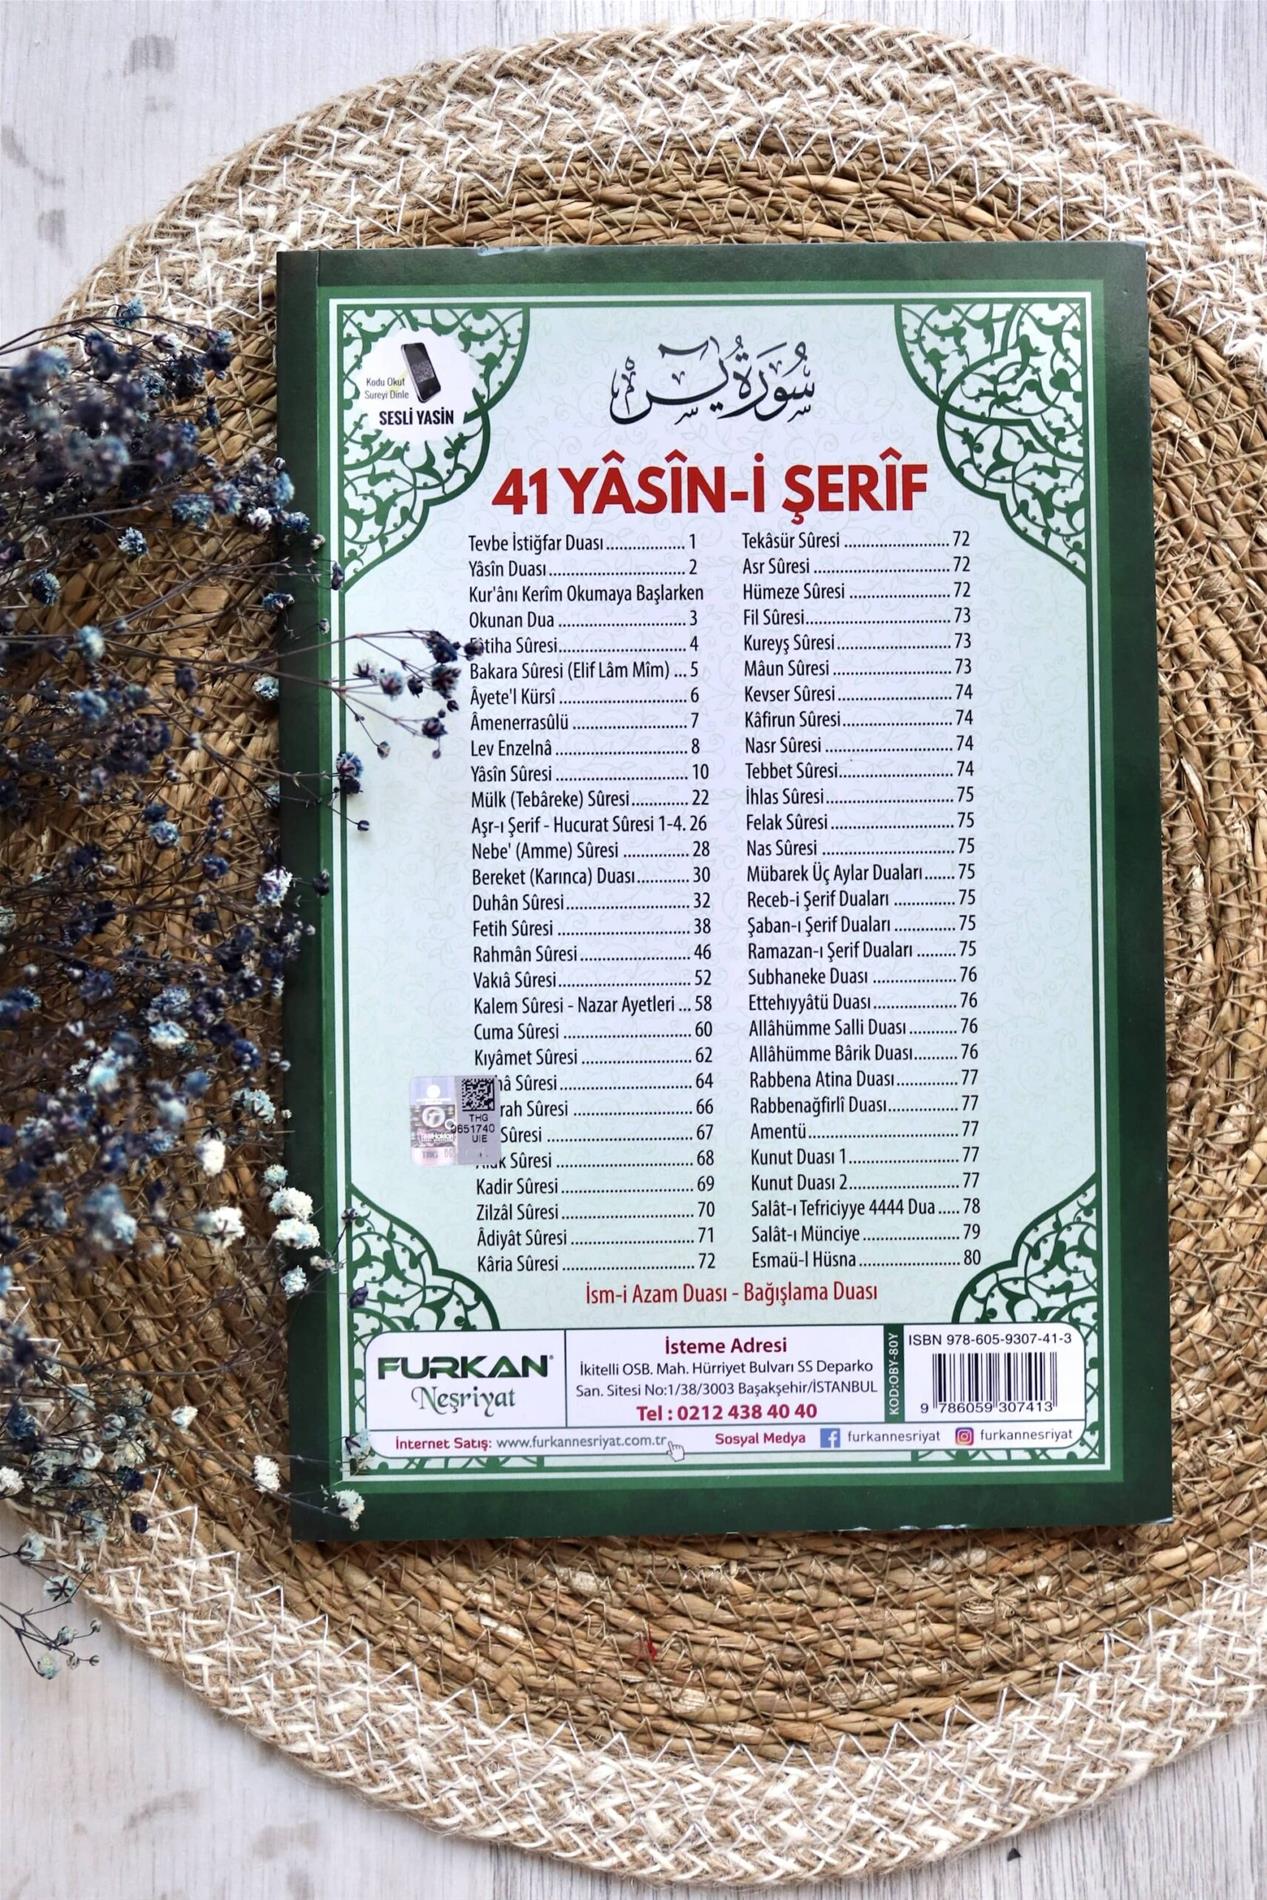 Kodu Okut
Sureyi Dinle
SESLİ YASİN
سُورَةُ يٰسٓ
41 YÂSÎN-İ ŞERÎF
Tevbe İstiğfar Duası.................. 1
Yâsîn Duası............................. 2
Kur'ânı Kerîm Okumaya Başlarken
Okunan Dua ........................... 3
Fâtiha Sûresi........................... 4
Bakara Sûresi (Elif Lâm Mîm) ... 5
Âyete'l Kürsî ............................ 6
Âmenerrasûlü ......................... 7
Lev Enzelnâ ............................ 8
Yâsîn Sûresi ............................ 10
Mülk (Tebâreke) Sûresi............ 22
Aşr-ı Şerif - Hucurat Sûresi 1-4. 26
Nebe' (Amme) Sûresi .............. 28
Bereket (Karınca) Duası........... 30
Duhân Sûresi.......................... 32
Fetih Sûresi ............................ 38
Rahmân Sûresi....................... 46
Vakıâ Sûresi............................ 52
Kalem Sûresi - Nazar Ayetleri ... 58
Cuma Sûresi ........................... 60
Kıyâmet Sûresi ....................... 62
hâ Sûresi............................ 64
rah Sûresi .......................... 66
Sûresi ................................ 67
Alak Sûresi ............................. 68
Kadir Sûresi ............................ 69
Zilzâl Sûresi ............................ 70
Âdiyât Sûresi .......................... 71
Kâria Sûresi ............................ 72
Tekâsür Sûresi ....................... 72
Asr Sûresi .............................. 72
Hümeze Sûresi ...................... 72
Fil Sûresi................................ 73
Kureyş Sûresi......................... 73
Mâun Sûresi .......................... 73
Kevser Sûresi ......................... 74
Kâfirun Sûresi........................ 74
Nasr Sûresi ............................ 74
Tebbet Sûresi......................... 74
İhlas Sûresi............................ 75
Felak Sûresi........................... 75
Nas Sûresi ............................. 75
Mübarek Üç Aylar Duaları....... 75
Receb-i Şerif Duaları .............. 75
Şaban-ı Şerif Duaları .............. 75
Ramazan-ı Şerif Duaları ......... 75
Subhaneke Duası ................... 76
Ettehıyyâtü Duası................... 76
Allâhümme Salli Duası........... 76
Allâhümme Bârik Duası.......... 76
Rabbena Atina Duası.............. 77
Rabbenağfirlî Duası................ 77
Amentü.................................. 77
Kunut Duası 1........................ 77
Kunut Duası 2........................ 77
Salât-ı Tefriciyye 4444 Dua ..... 78
Salât-ı Münciye ..................... 79
Esmaü-l Hüsna ...................... 80
THG
0651740
UIE
İsm-i Azam Duası - Bağışlama Duası
FURKAN
Neşriyat
İsteme Adresi
İkitelli OSB. Mah. Hürriyet Bulvarı SS Deparko
San. Sitesi No:1/38/3003 Başakşehir/İSTANBUL
Tel : 0212 438 40 40
KOD:OBY-80Y
ISBN 978-605-9307-41-3
9 786059 307413
İnternet Satış: www.furkannesriyat.com.tr
Sosyal Medya furkannesriyat furkannesriyat